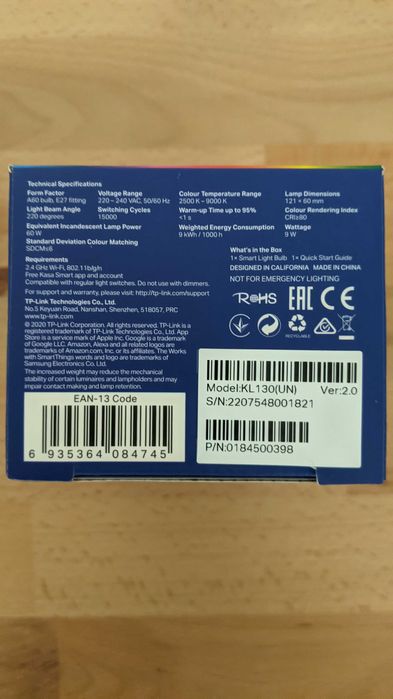 Technical Specifications
Form Factor
A60 bulb, E27 fitting
Voltage Range
220 – 240 VAC, 50/60 Hz
Colour Temperature Range
2500 K – 9000 K
Lamp Dimensions
121 × 60 mm
Light Beam Angle
220 degrees
Switching Cycles
15000
Warm-up Time up to 95%
<1 s
Colour Rendering Index
CRI≥80
Equivalent Incandescent Lamp Power
60 W
Weighted Energy Consumption
9 kWh / 1000 h
Wattage
9 W
Standard Deviation Colour Matching
SDCM≤6
Requirements
2.4 GHz Wi-Fi, 802.11b/g/n
Free Kasa Smart app and account
Compatible with regular light switches. Do not use with dimmers.
For support and warranty, please visit: http://tp-link.com/support
TP-Link Technologies Co., Ltd.
No.5 Keyuan Road, Nanshan, Shenzhen, 518057, PRC
www.tp-link.com
© 2020 TP-Link Corporation. All rights reserved. TP-Link is a
registered trademark of TP-Link Technologies Co., Ltd. App
Store is a service mark of Apple Inc. Google is a trademark
of Google LLC. Amazon, Alexa and all related logos are
trademarks of Amazon.com, Inc. or its affiliates. The Works
with SmartThings words and logo are trademarks of
Samsung Electronics Co. Ltd.
The increased weight may reduce the mechanical
stability of certain luminaires and lampholders and may
impair contact making and lamp retention.
What's in the Box
1× Smart Light Bulb 1× Quick Start Guide
DESIGNED IN CALIFORNIA MADE IN CHINA
NOT FOR EMERGENCY LIGHTING
RoHS
EAC
CE
RECYCLABLE
Model:KL130(UN) Ver:2.0
S/N:2207548001821
P/N:0184500398
EAN-13 Code
6 935364 084745